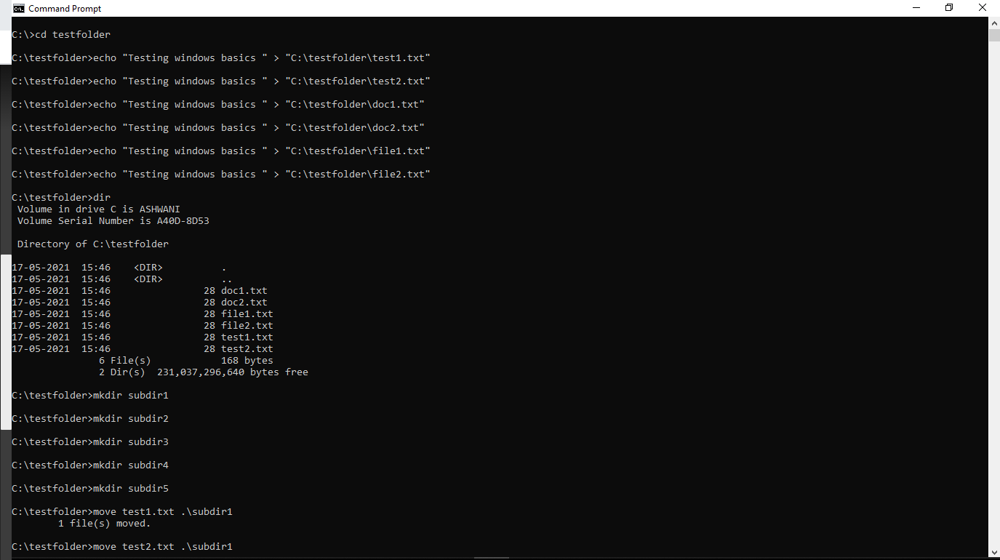 Command Prompt
C:\>cd testfolder
C:\testfolder>echo "Testing windows basics " > "C:\testfolder\test1.txt"
C:\testfolder>echo "Testing windows basics " > "C:\testfolder\test2.txt"
C:\testfolder>echo "Testing windows basics " > "C:\testfolder\doc1.txt"
C:\testfolder>echo "Testing windows basics " > "C:\testfolder\doc2.txt"
C:\testfolder>echo "Testing windows basics " > "C:\testfolder\file1.txt"
C:\testfolder>echo "Testing windows basics " > "C:\testfolder\file2.txt"
C:\testfolder>dir
Volume in drive C is ASHWANI
Volume Serial Number is A40D-8D53
Directory of C:\testfolder
17-05-2021  15:46    <DIR>          .
17-05-2021  15:46    <DIR>          ..
17-05-2021  15:46                28 doc1.txt
17-05-2021  15:46                28 doc2.txt
17-05-2021  15:46                28 file1.txt
17-05-2021  15:46                28 file2.txt
17-05-2021  15:46                28 test1.txt
17-05-2021  15:46                28 test2.txt
6 File(s)            168 bytes
2 Dir(s)  231,037,296,640 bytes free
C:\testfolder>mkdir subdir1
C:\testfolder>mkdir subdir2
C:\testfolder>mkdir subdir3
C:\testfolder>mkdir subdir4
C:\testfolder>mkdir subdir5
C:\testfolder>move test1.txt .\subdir1
1 file(s) moved.
C:\testfolder>move test2.txt .\subdir1